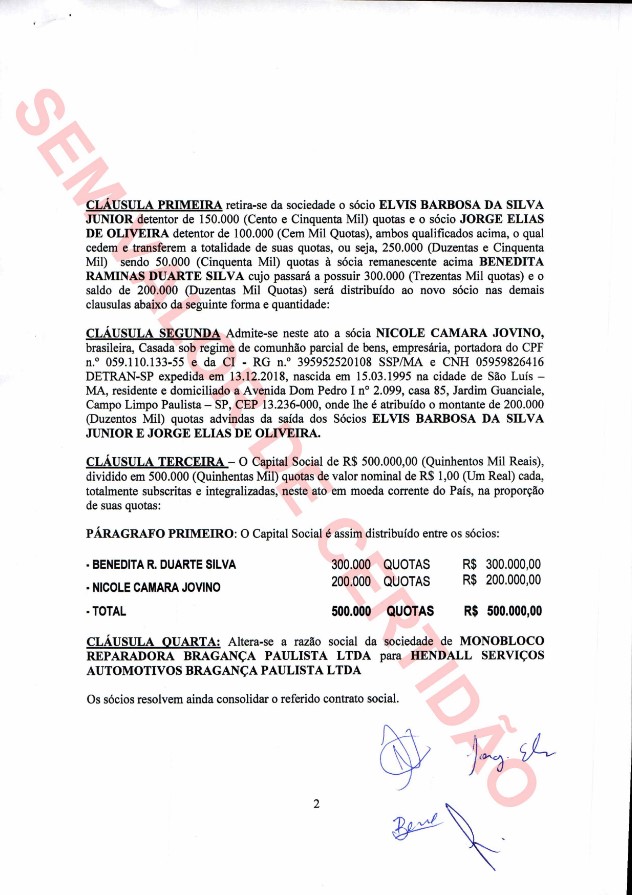 CLÁUSULA PRIMEIRA retira-se da sociedade o sócio ELVIS BARBOSA DA SILVA
JUNIOR detentor de 150.000 (Cento e Cinquenta Mil) quotas e o sócio JORGE ELIAS
DE OLIVEIRA detentor de 100.000 (Cem Mil Quotas), ambos qualificados acima, o qual
cedem e transferem a totalidade de suas quotas, ou seja, 250.000 (Duzentas e Cinquenta
Mil) sendo 50.000 (Cinquenta Mil) quotas à sócia remanescente acima BENEDITA
RAMINAS DUARTE SILVA cujo passará a possuir 300.000 (Trezentas Mil quotas) e o
saldo de 200.000 (Duzentas Mil Quotas) será distribuído ao novo sócio nas demais
clausulas abaixo da seguinte forma e quantidade:
CLÁUSULA SEGUNDA Admite-se neste ato a sócia NICOLE CAMARA JOVINO,
brasileira, Casada sob regime de comunhão parcial de bens, empresária, portadora do CPF
n.º 059.110.133-55 e da CI - RG n.º 395952520108 SSP/MA e CNH 05959826414
DETRAN-SP expedida em 13.12.2018, nascida em 15.03.1995 na cidade de São Luís –
MA, residente e domiciliado a Avenida Dom Pedro I nº 2.099, casa 85, Jardim Guanciale,
Campo Limpo Paulista – SP, CEP 13.236-000, onde lhe é atribuído o montante de 200.000
(Duzentos Mil) quotas advindas da saída dos Sócios ELVIS BARBOSA DA SILVA
JUNIOR E JORGE ELIAS DE OLIVEIRA.
CLÁUSULA TERCEIRA – O Capital Social de R$ 500.000,00 (Quinhentos Mil Reais),
dividido em 500.000 (Quinhentas Mil) quotas de valor nominal de R$ 1,00 (Um Real) cada,
totalmente subscritas e integralizadas, neste ato em moeda corrente do País, na proporção
de suas quotas:
PÁRAGRAFO PRIMEIRO: O Capital Social é assim distribuído entre os sócios:
- BENEDITA R. DUARTE SILVA 300.000 QUOTAS R$ 300.000,00
- NICOLE CAMARA JOVINO 200.000 QUOTAS R$ 200.000,00
- TOTAL 500.000 QUOTAS R$ 500.000,00
CLÁUSULA QUARTA: Altera-se a razão social da sociedade de MONOBLOCO
REPARADORA BRAGANÇA PAULISTA LTDA para HENDALL SERVIÇOS
AUTOMOTIVOS BRAGANÇA PAULISTA LTDA
Os sócios resolvem ainda consolidar o referido contrato social.
2
SEM VALOR DE CERTIDÃO